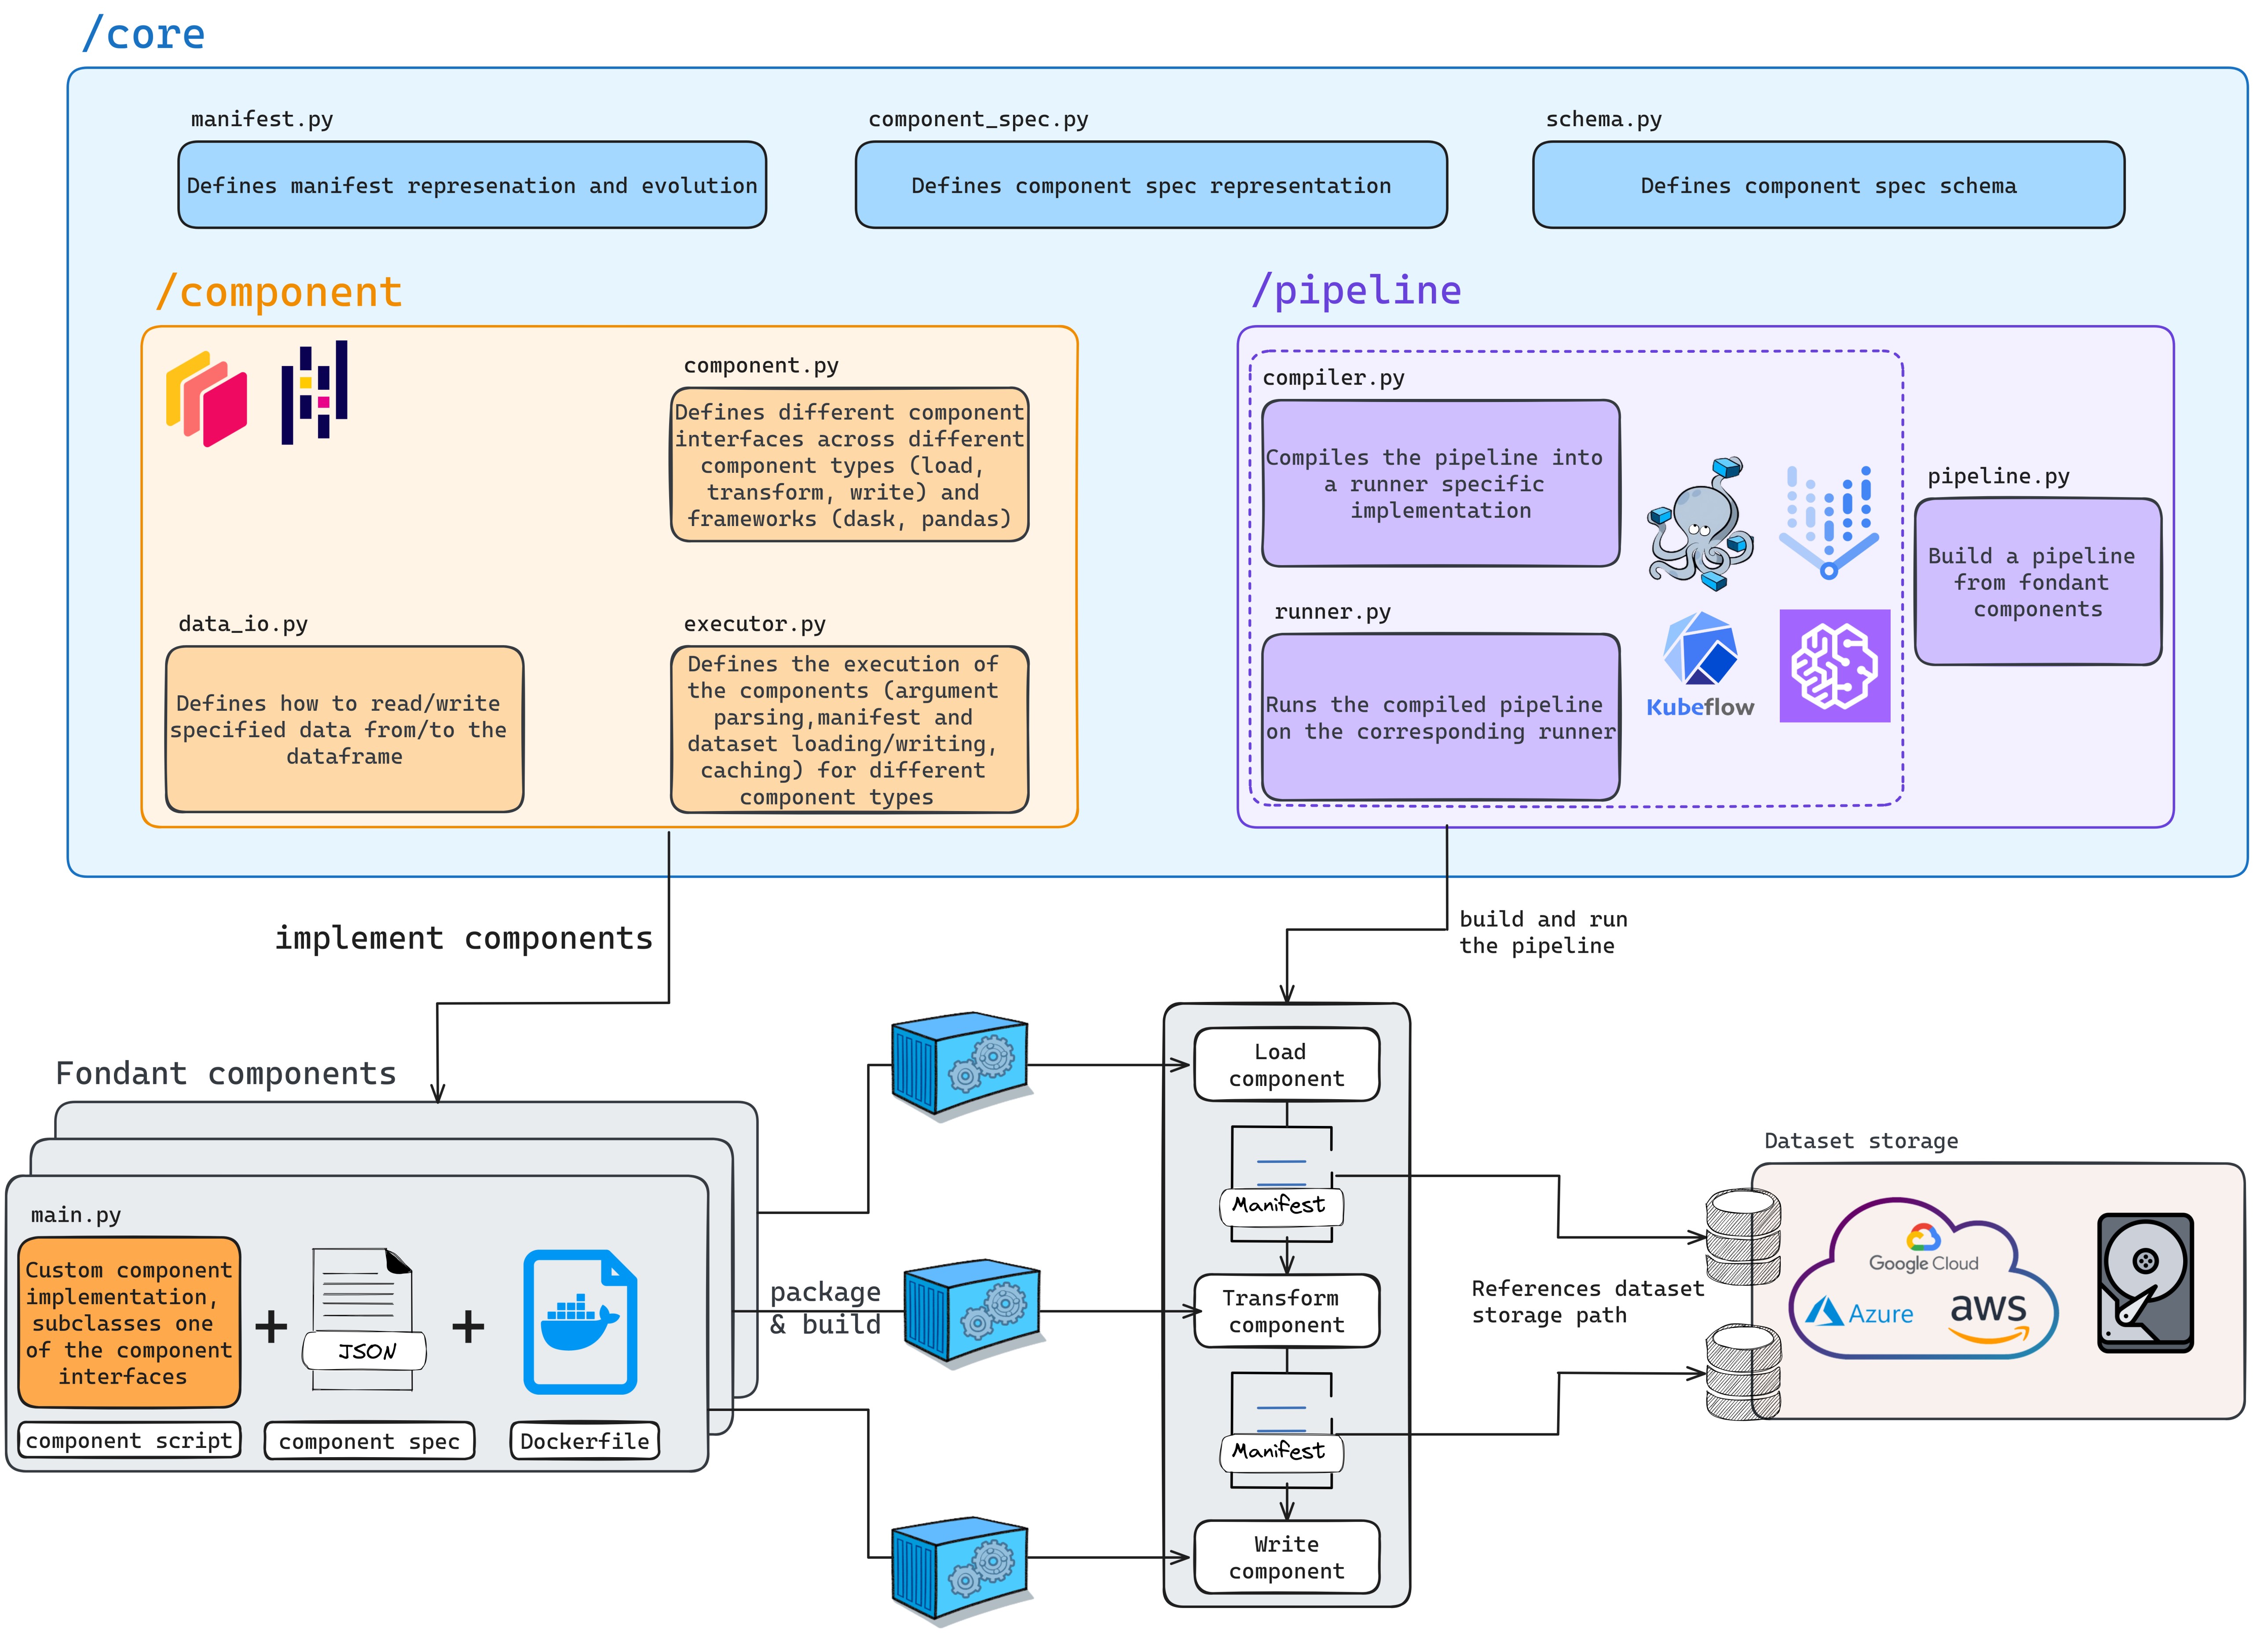 /core
manifest.py
Defines manifest represenation and evolution
component_spec.py
Defines component spec representation
schema.py
Defines component spec schema
/component
component.py
Defines different component
interfaces across different
component types (load,
transform, write) and
frameworks (dask, pandas)
data_io.py
Defines how to read/write
specified data from/to the
dataframe
executor.py
Defines the execution of
the components (argument
parsing,manifest and
dataset loading/writing,
caching) for different
component types
/pipeline
compiler.py
Compiles the pipeline into
a runner specific
implementation
runner.py
Runs the compiled pipeline
on the corresponding runner
Kubeflow
pipeline.py
Build a pipeline
from fondant
components
implement components
build and run
the pipeline
Fondant components
main.py
Custom component
implementation,
subclasses one
of the component
interfaces
component script
+
JSON
component spec
+
Dockerfile
package
& build
Load
component
Manifest
Transform
component
Manifest
Write
component
References dataset
storage path
Dataset storage
Google Cloud
Azure
aws